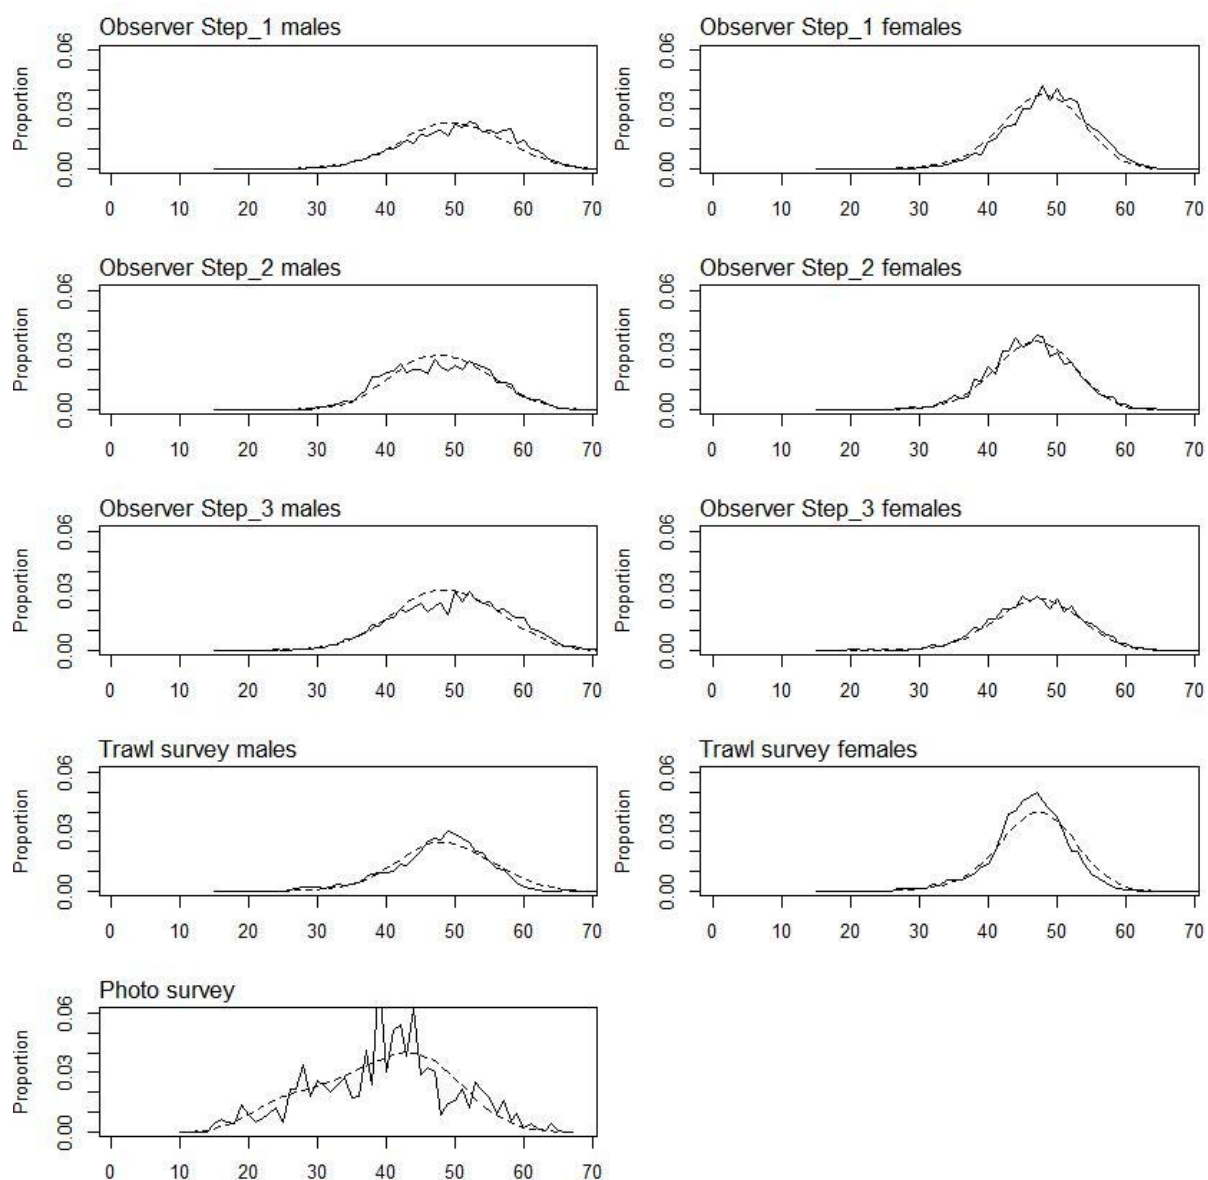 Observer Step_1 males
Observer Step_1 females
Proportion
0.00 0.03 0.06
0 10 20 30 40 50 60 70
Proportion
0.00 0.03 0.06
0 10 20 30 40 50 60 70
Observer Step_2 males
Observer Step_2 females
Proportion
0.00 0.03 0.06
0 10 20 30 40 50 60 70
Proportion
0.00 0.03 0.06
0 10 20 30 40 50 60 70
Observer Step_3 males
Observer Step_3 females
Proportion
0.00 0.03 0.06
0 10 20 30 40 50 60 70
Proportion
0.00 0.03 0.06
0 10 20 30 40 50 60 70
Trawl survey males
Trawl survey females
Proportion
0.00 0.03 0.06
0 10 20 30 40 50 60 70
Proportion
0.00 0.03 0.06
0 10 20 30 40 50 60 70
Photo survey
Proportion
0.00 0.03 0.06
0 10 20 30 40 50 60 70